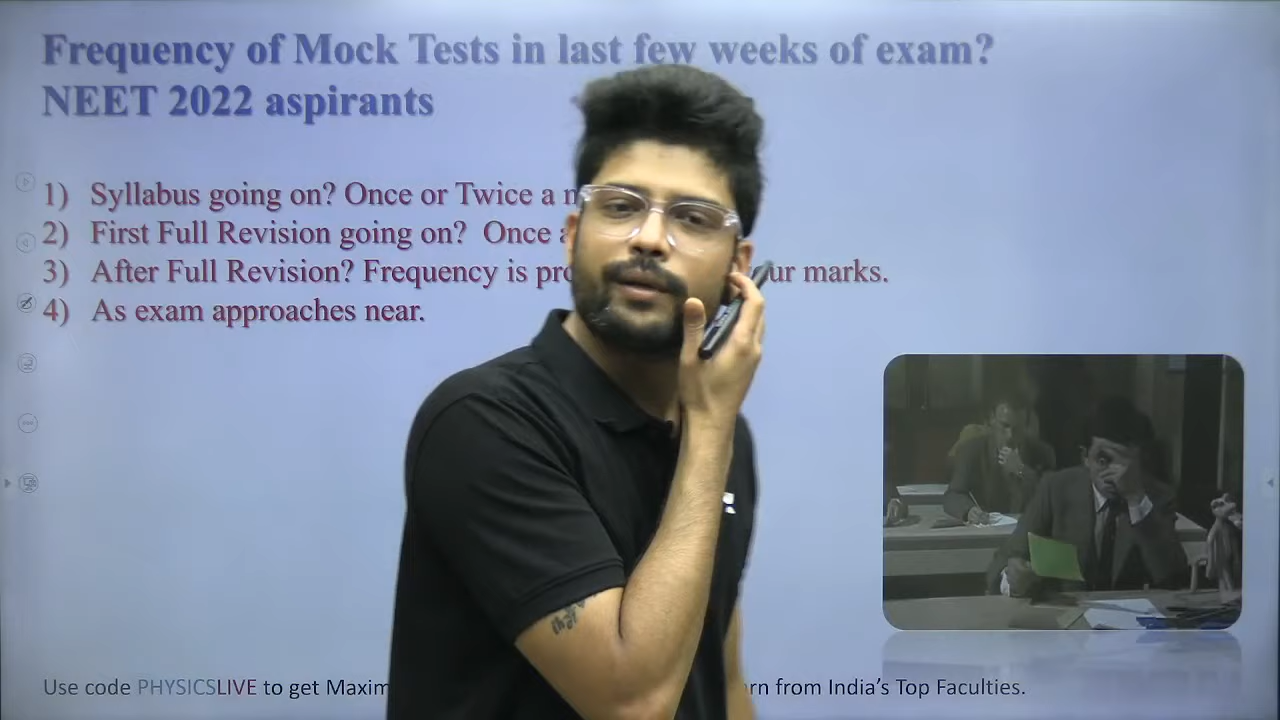 Frequency of Mock Tests in last few weeks of exam?
NEET 2022 aspirants
1) Syllabus going on? Once or Twice a
2) First Full Revision going on? Once
3) After Full Revision? Frequency is ur marks.
4) As exam approaches near.
Use code PHYSICSLIVE to get from India's Top Faculties.